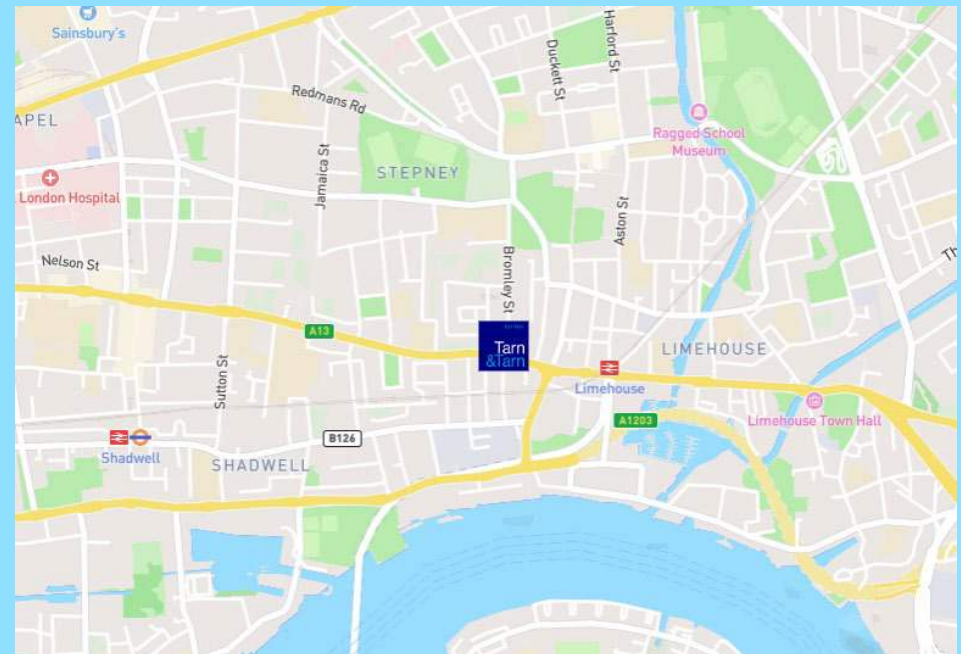 Sainsbury's
Harford St
Duckett St
Redmans Rd
APEL
Ragged School
Museum
STEPNEY
Jamaica St
London Hospital
Aston St
Nelson St
Bromley St
Th
A13
Tarn
&Tarn
LIMEHOUSE
Sutton St
Limehouse
A1203
Limehouse Town Hall
B126
Shadwell
SHADWELL